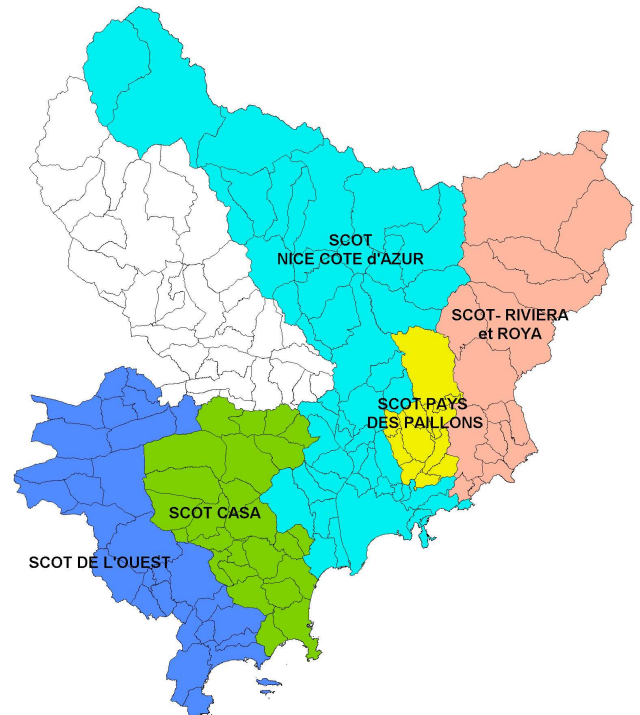 SCOT
NICE COTE d'AZUR
SCOT- RIVIERA
et ROYA
SCOT PAYS
DES PAILLONS
SCOT CASA
SCOT DE L'OUEST